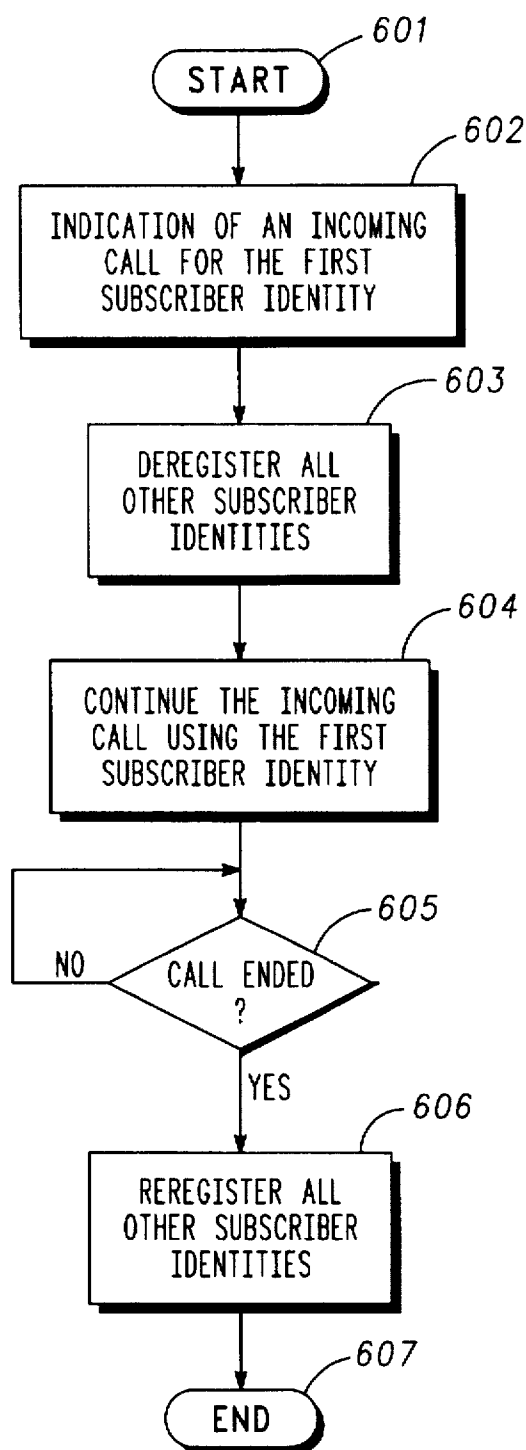 601
START
602
INDICATION OF AN INCOMING
CALL FOR THE FIRST
SUBSCRIBER IDENTITY
603
DEREGISTER ALL
OTHER SUBSCRIBER
IDENTITIES
604
CONTINUE THE INCOMING
CALL USING THE FIRST
SUBSCRIBER IDENTITY
605
NO
CALL ENDED
?
YES
606
REREGISTER ALL
OTHER SUBSCRIBER
IDENTITIES
607
END